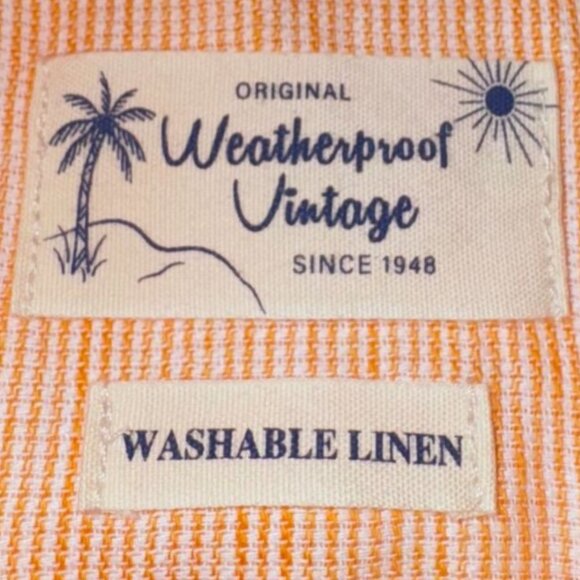 ORIGINAL
Weatherproof
Vintage
SINCE 1948
WASHABLE LINEN